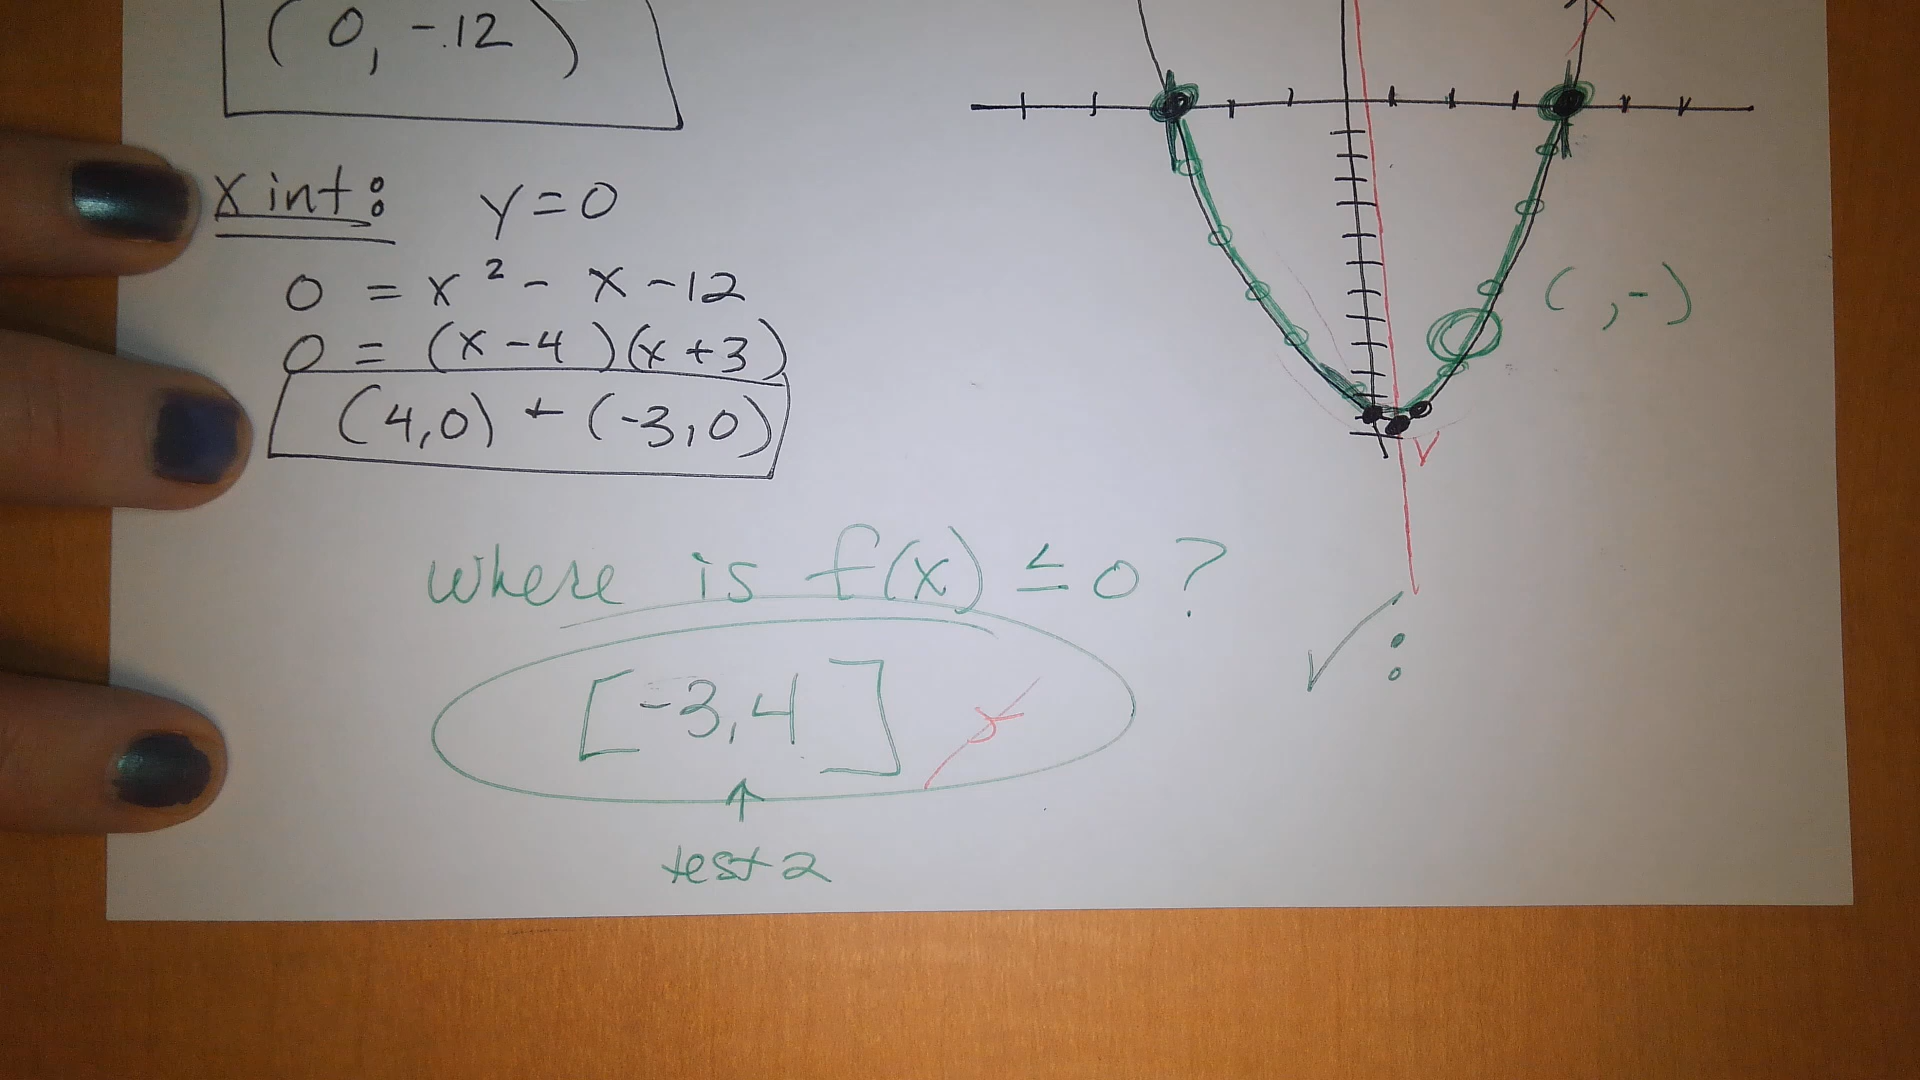 (0, -12)
x int: y=0
0 = x² - x -12
0 = (x-4)(x+3)
(4,0) + (-3,0)
( ,-)
V
where is f(x) ≤ 0 ?
[-3,4]
✓:
↑
test 2